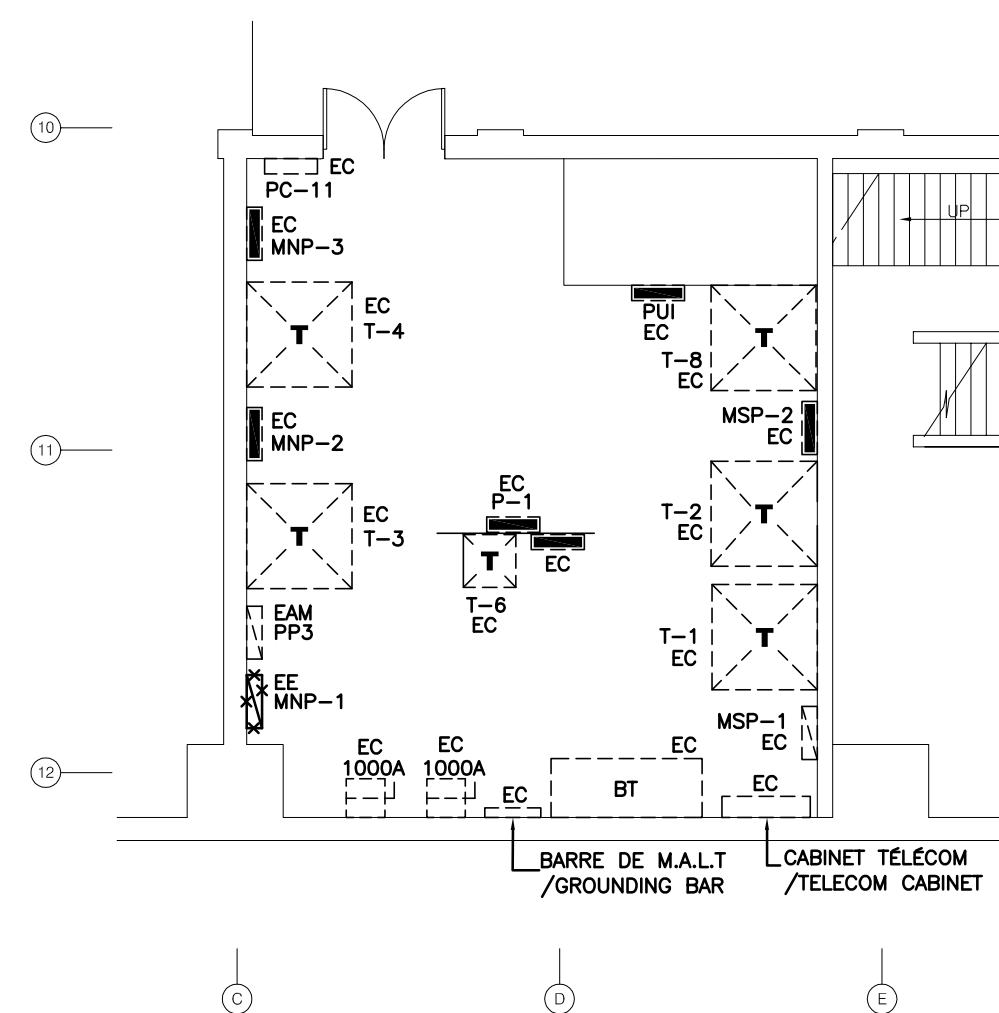 10
EC
PC-11
UP
EC
MNP-3
EC
T-4
T
PUI
EC
T
T-8
EC
11
EC
MNP-2
MSP-2
EC
EC
P-1
EC
T-3
T
T
T-6
EC
EC
T-2
EC
T
EAM
PP3
T-1
EC
T
EE
MNP-1
MSP-1
EC
12
EC
1000A
EC
1000A
EC
EC
BT
EC
BARRE DE M.A.L.T
/GROUNDING BAR
CABINET TÉLÉCOM
/TELECOM CABINET
C
D
E